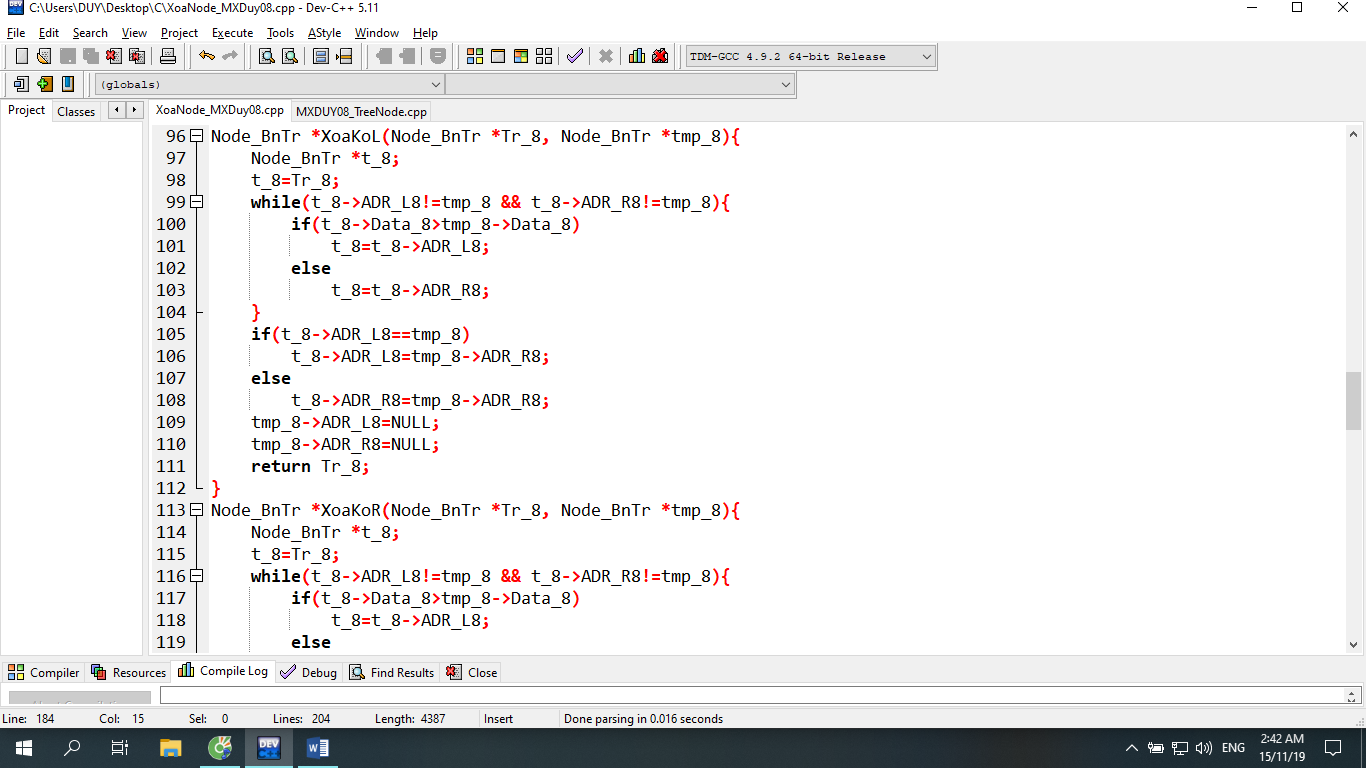 C:\Users\DUY\Desktop\C\XoaNode_MXDuy08.cpp - Dev-C++ 5.11
File Edit Search View Project Execute Tools AStyle Window Help
TDM-GCC 4.9.2 64-bit Release
(globals)
Project Classes XoaNode_MXDuy08.cpp MXDUY08_TreeNode.cpp
96 Node_BnTr *XoaKoL(Node_BnTr *Tr_8, Node_BnTr *tmp_8){
97 Node_BnTr *t_8;
98 t_8=Tr_8;
99 while(t_8->ADR_L8!=tmp_8 && t_8->ADR_R8!=tmp_8){
100 if(t_8->Data_8>tmp_8->Data_8)
101 t_8=t_8->ADR_L8;
102 else
103 t_8=t_8->ADR_R8;
104 }
105 if(t_8->ADR_L8==tmp_8)
106 t_8->ADR_L8=tmp_8->ADR_R8;
107 else
108 t_8->ADR_R8=tmp_8->ADR_R8;
109 tmp_8->ADR_L8=NULL;
110 tmp_8->ADR_R8=NULL;
111 return Tr_8;
112 }
113 Node_BnTr *XoaKoR(Node_BnTr *Tr_8, Node_BnTr *tmp_8){
114 Node_BnTr *t_8;
115 t_8=Tr_8;
116 while(t_8->ADR_L8!=tmp_8 && t_8->ADR_R8!=tmp_8){
117 if(t_8->Data_8>tmp_8->Data_8)
118 t_8=t_8->ADR_L8;
119 else
Compiler Resources Compile Log Debug Find Results Close
Line: 184 Col: 15 Sel: 0 Lines: 204 Length: 4387 Insert Done parsing in 0.016 seconds
DEV
ENG
2:42 AM
15/11/19